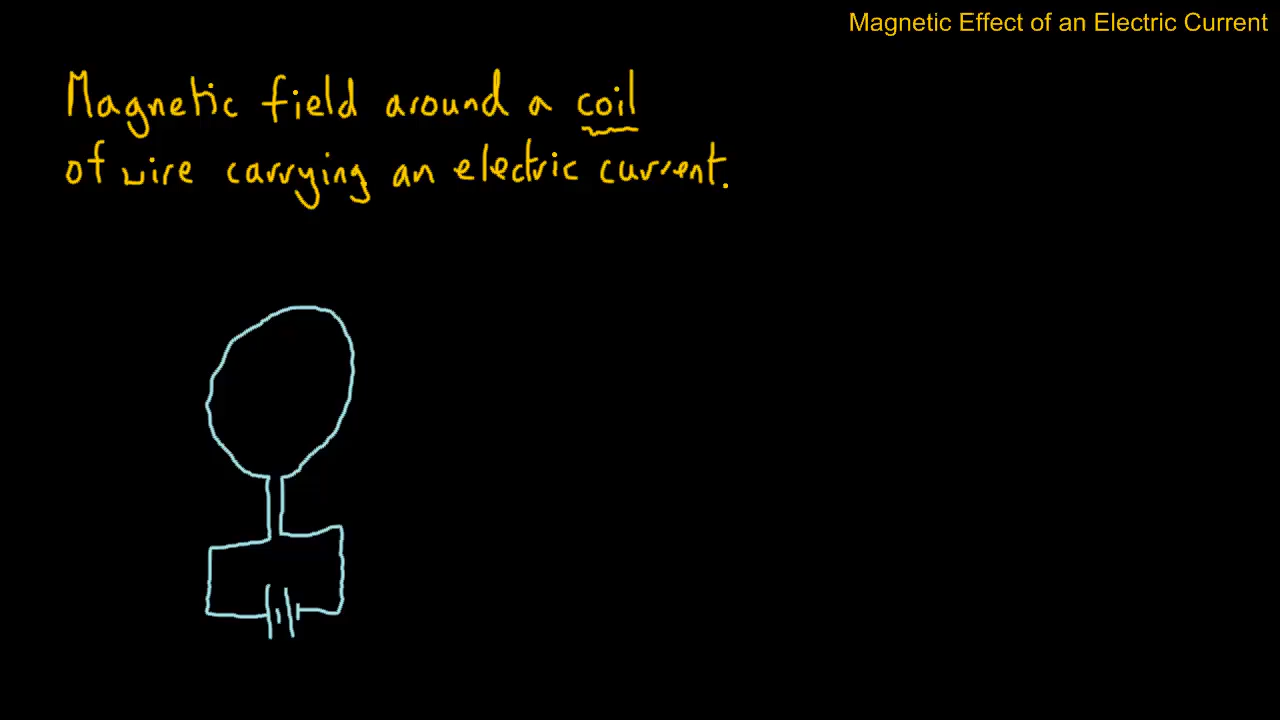 Magnetic Effect of an Electric Current
Magnetic field around a coil
of wire carrying an electric current.